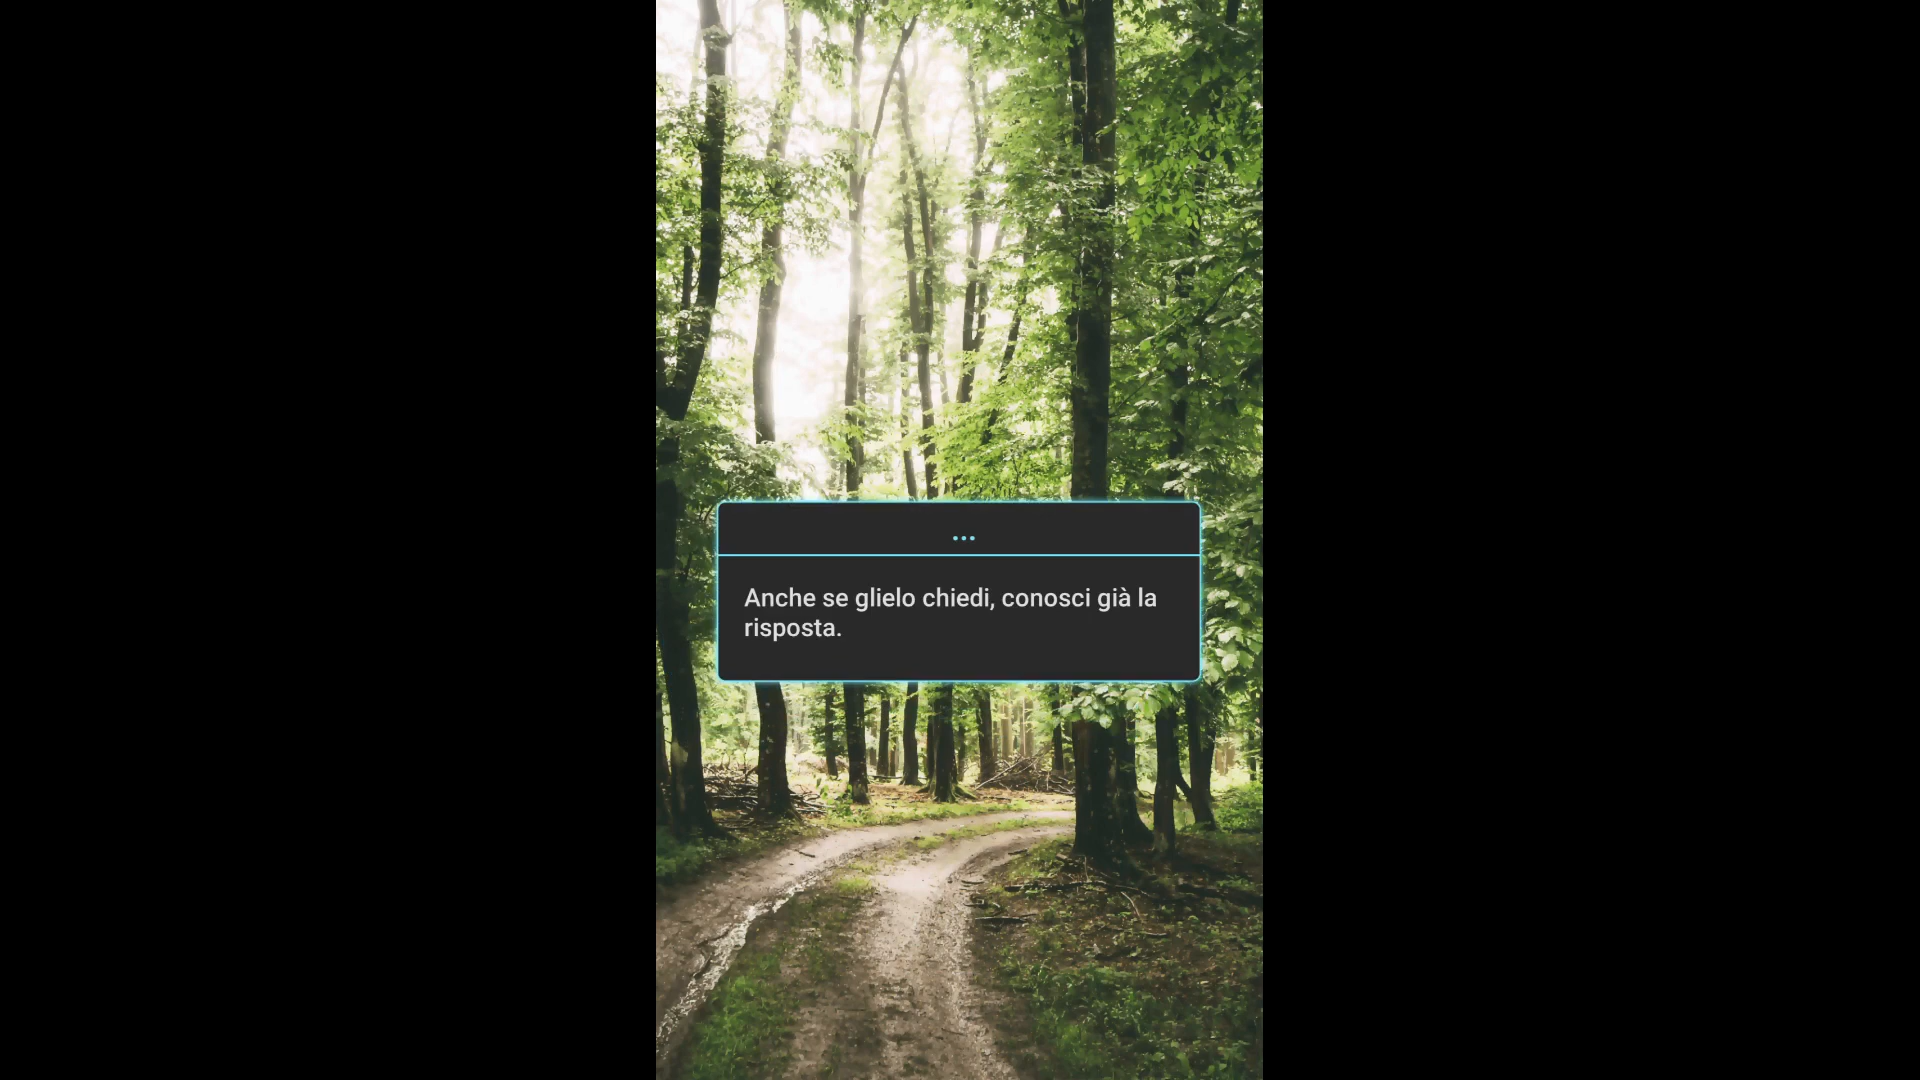 ...
Anche se glielo chiedi, conosci già la
risposta.